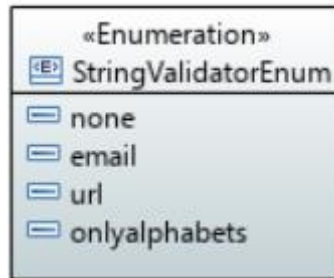 «Enumeration»
<E> StringValidatorEnum
none
email
url
onlyalphabets